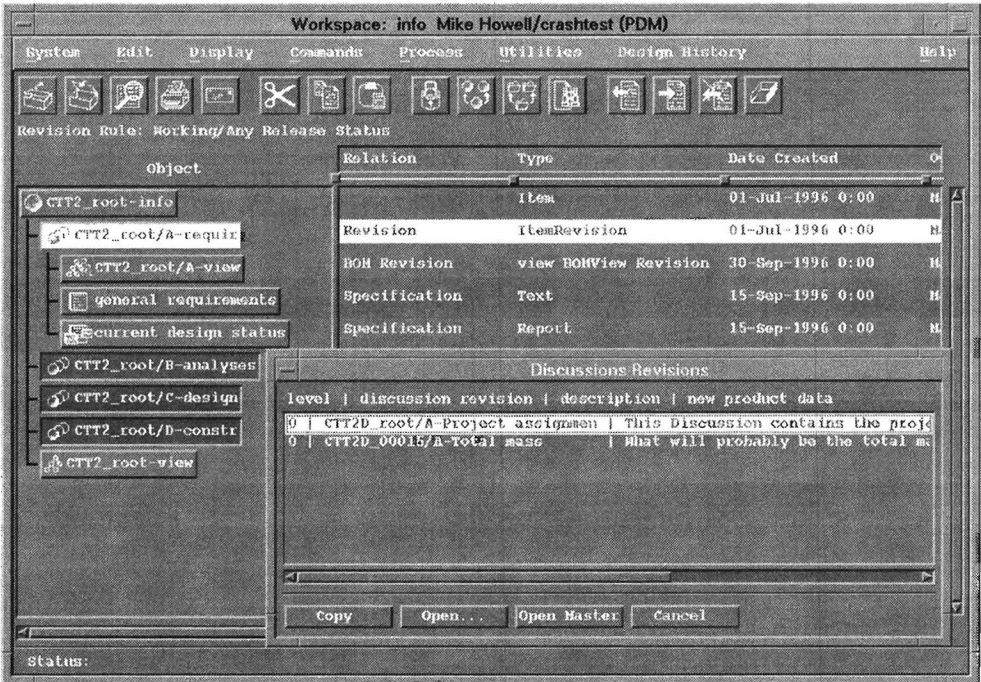 Workspace: info Mike Howell/crashtest (PDM)
System Edit Display Commands Process Utilities Design History Help
Revision Rule: Working/Any Release Status
Object Relation Type Date Created
CTT2_root-info Item 01-Jul-1996 0:00
CTT2_root/A-requir Revision ItemRevision 01-Jul-1996 0:00
CTT2_root/A-view BOM Revision view BOMView Revision 30-Sep-1996 0:00
general requirements Specification Text 15-Sep-1996 0:00
current design status Specification Report 15-Sep-1996 0:00
CTT2_root/B-analyses
CTT2_root/C-design
CTT2_root/D-constr
CTT2_root-view
Discussions Revisions
level | discussion revision | description | new product data
0 | CTT2D_root/A-Project assignmen | This Discussion contains the proje
0 | CTT2D_00015/A-Total mass | What will probably be the total ma
Copy Open... Open Master Cancel
Status: